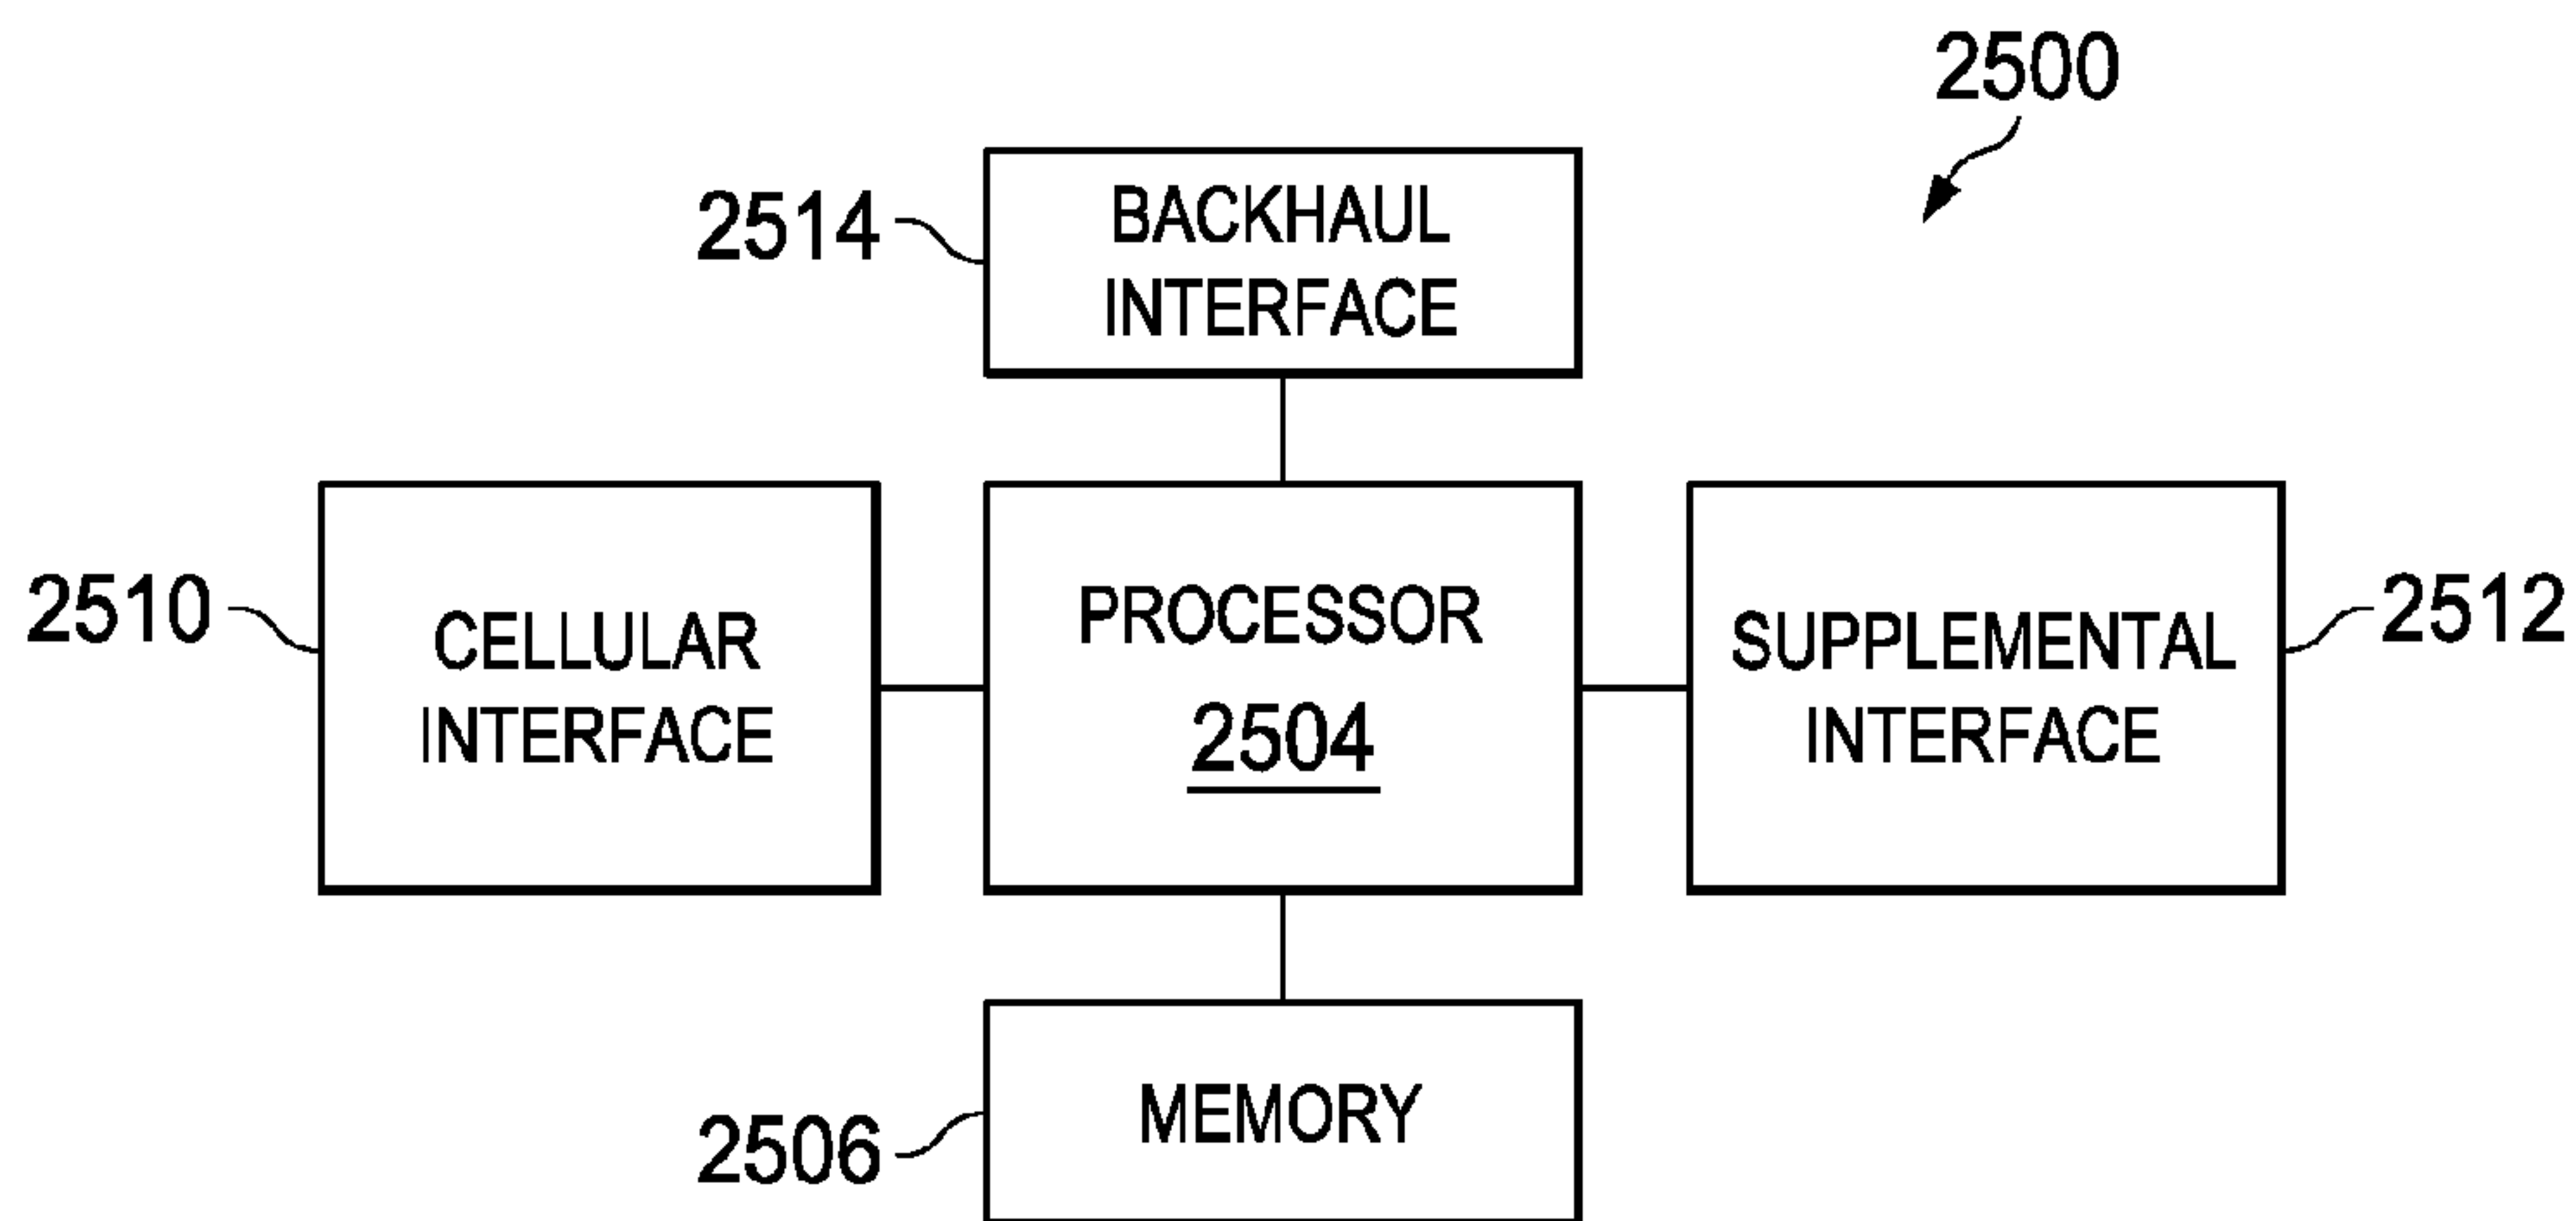 2500
2514
BACKHAUL
INTERFACE
2510
CELLULAR
INTERFACE
PROCESSOR
2504
SUPPLEMENTAL
INTERFACE
2512
2506
MEMORY